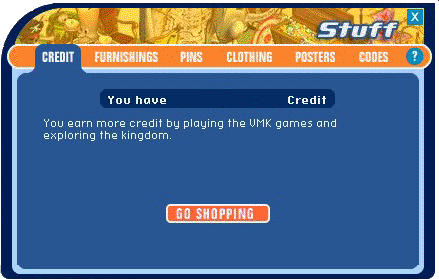 Stuff
X
CREDIT FURNISHINGS PINS CLOTHING POSTERS CODES ?
You have Credit
You earn more credit by playing the VMK games and
exploring the kingdom.
GO SHOPPING